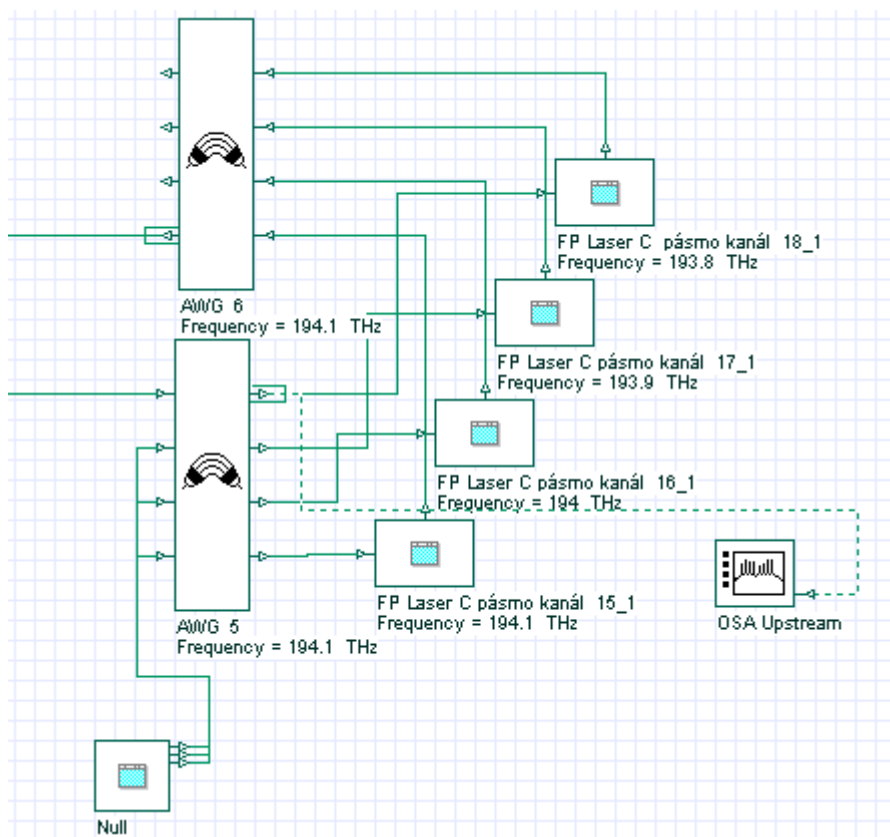 FP Laser C pásmo kanál 18_1
Frequency = 193.8 THz
AWG 6
Frequency = 194.1 THz
FP Laser C pásmo kanál 17_1
Frequency = 193.9 THz
FP Laser C pásmo kanál 16_1
Frequency = 194 THz
FP Laser C pásmo kanál 15_1
Frequency = 194.1 THz
OSA Upstream
AWG 5
Frequency = 194.1 THz
Null